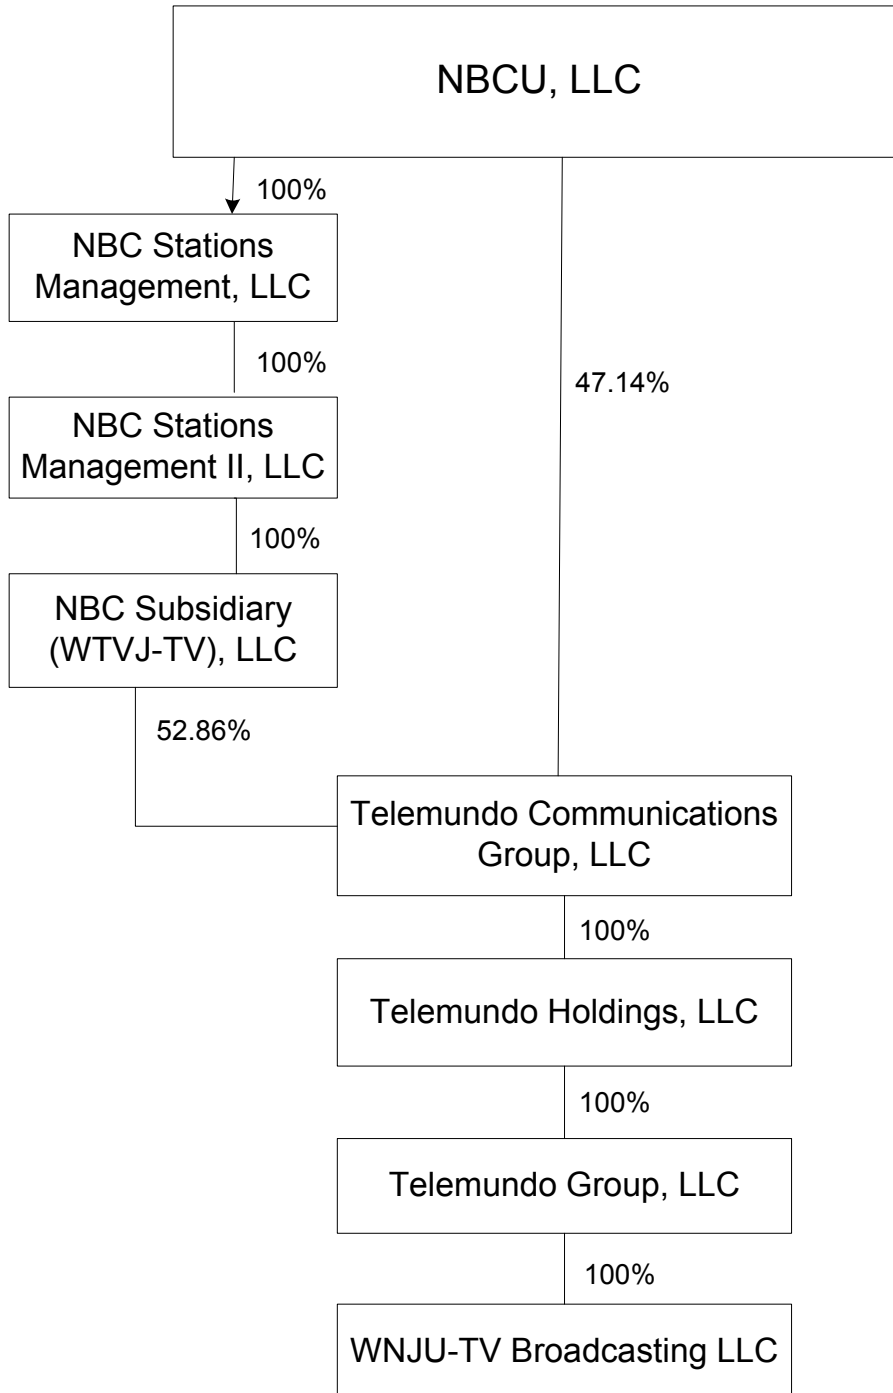 NBCU, LLC
100%
NBC Stations
Management, LLC
100%
47.14%
NBC Stations
Management II, LLC
100%
NBC Subsidiary
(WTVJ-TV), LLC
52.86%
Telemundo Communications
Group, LLC
100%
Telemundo Holdings, LLC
100%
Telemundo Group, LLC
100%
WNJU-TV Broadcasting LLC